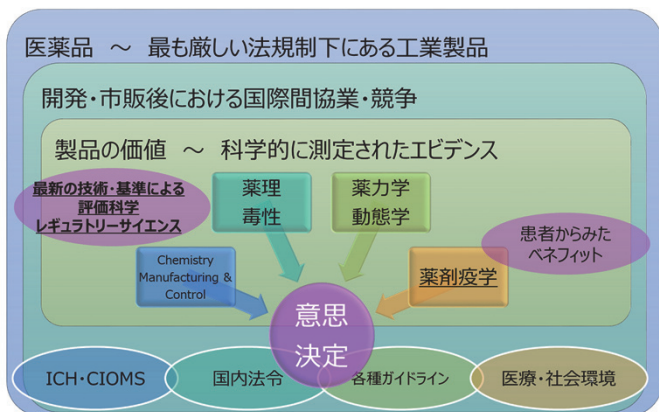 医薬品 ～ 最も厳しい法規制下にある工業製品
開発・市販後における国際間協業・競争
製品の価値 ～ 科学的に測定されたエビデンス
最新の技術・基準による
評価科学
レギュラトリーサイエンス
薬理
毒性
薬力学
動態学
患者からみた
ベネフィット
Chemistry
Manufacturing &
Control
薬剤疫学
意思
決定
ICH・CIOMS
国内法令
各種ガイドライン
医療・社会環境